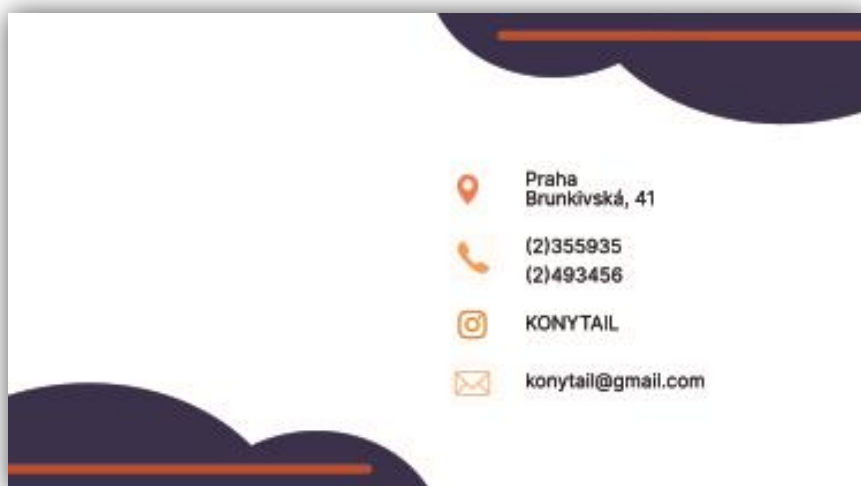 Praha
Brunkivská, 41
(2)355935
(2)493456
KONYTAIL
konytail@gmail.com